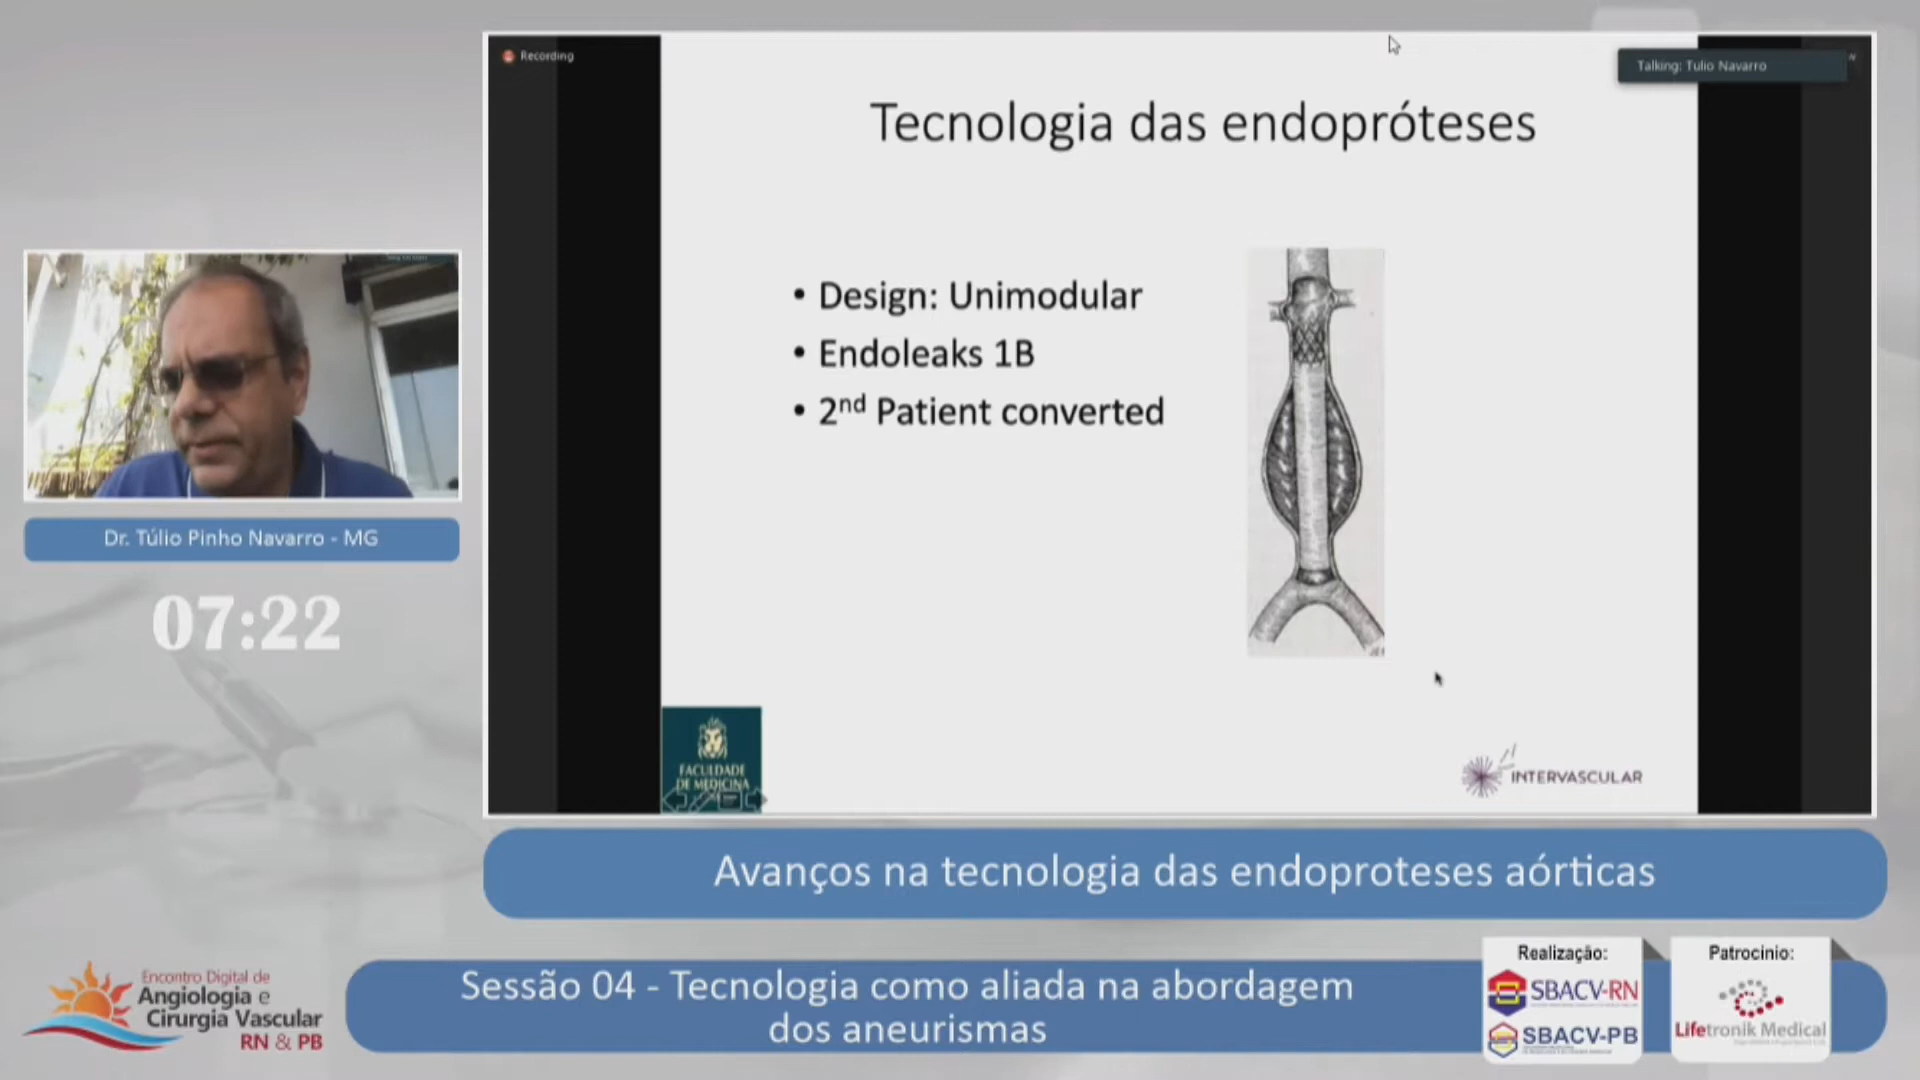 Recording
Talking: Tulio Navarro
Tecnologia das endopróteses
• Design: Unimodular
• Endoleaks 1B
• 2nd Patient converted
FACULDADE
DE MEDICINA
INTERVASCULAR
Dr. Túlio Pinho Navarro - MG
07:22
Avanços na tecnologia das endoproteses aórticas
Sessão 04 - Tecnologia como aliada na abordagem
dos aneurismas
Encontro Digital de
Angiologia e
Cirurgia Vascular
RN & PB
Realização:
SBACV-RN
SBACV-PB
Patrocinio:
Lifetronik Medical